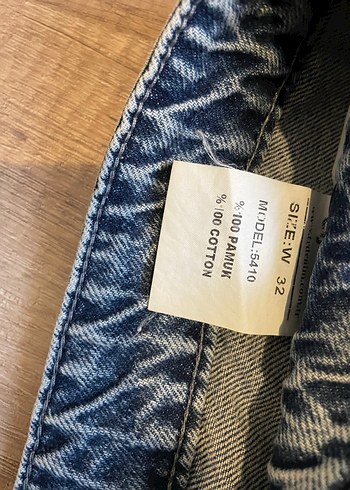 SIZE:W 32
MODEL:5410
%100 PAMUK
%100 COTTON